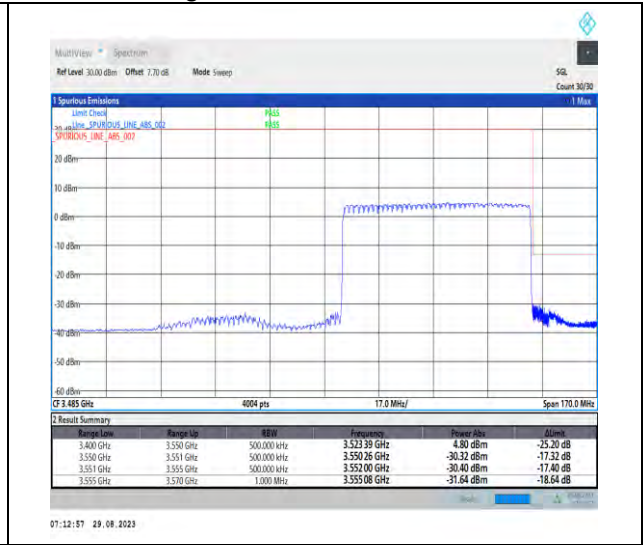 MultiView Spectrum
Ref Level 30.00 dBm Offset 7.70 dB Mode Sweep SGL
Count 30/30
1 Spurious Emissions 1 Max
Limit Check PASS
Line _SPURIOUS_LINE_ABS_002 PASS
_SPURIOUS_LINE_ABS_002
20 dBm
10 dBm
0 dBm
-10 dBm
-20 dBm
-30 dBm
-40 dBm
-50 dBm
-60 dBm
CF 3.485 GHz 4004 pts 17.0 MHz/ Span 170.0 MHz
2 Result Summary
Range Low Range Up RBW Frequency Power Abs ΔLimit
3.400 GHz 3.550 GHz 500.000 kHz 3.523 39 GHz 4.80 dBm -25.20 dB
3.550 GHz 3.551 GHz 500.000 kHz 3.550 26 GHz -30.32 dBm -17.32 dB
3.551 GHz 3.555 GHz 500.000 kHz 3.552 00 GHz -30.40 dBm -17.40 dB
3.555 GHz 3.570 GHz 1.000 MHz 3.555 08 GHz -31.64 dBm -18.64 dB
07:12:57 29.08.2023